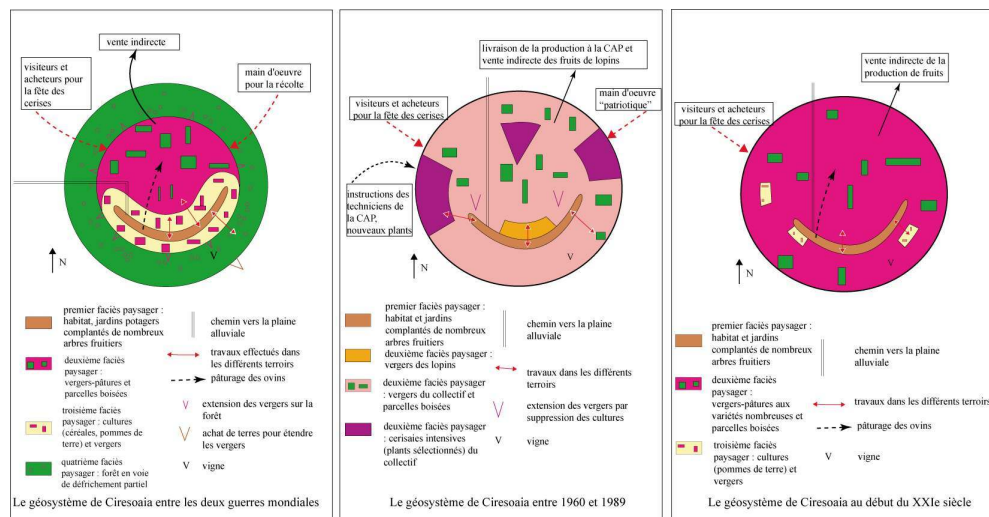 vente indirecte
visiteurs et
acheteurs pour
la fête des
cerises
main d'oeuvre
pour la récolte
V
N
premier faciès paysager :
habitat, jardins potagers
complantés de nombreux
arbres fruitiers
deuxième faciès
paysager :
vergers-pâtures et
parcelles boisées
troisième faciès
paysager : cultures
(céréales, pommes de
terre) et vergers
quatrième faciès
paysager : forêt en voie
de défrichement partiel
chemin vers la plaine
alluviale
travaux effectués dans
les différents terroirs
pâturage des ovins
extension des vergers sur la
forêt
achat de terres pour étendre
les vergers
V
vigne
Le géosystème de Ciresoaia entre les deux guerres mondiales
livraison de la production à la CAP et
vente indirecte des fruits de lopins
visiteurs et acheteurs
pour la fête des cerises
main d'oeuvre
"patriotique"
instructions des
techniciens de
la CAP,
nouveaux plants
V
N
premier faciès paysager :
habitat et jardins
complantés de nombreux
arbres fruitiers
deuxième faciès paysager :
vergers des lopins
deuxième faciès paysager
: vergers du collectif et
parcelles boisées
deuxième faciès paysager
: cerisaies intensives
(plants sélectionnés) du
collectif
chemin vers la plaine
alluviale
travaux dans les différents
terroirs
extension des vergers par
suppression des cultures
V
vigne
Le géosystème de Ciresoaia entre 1960 et 1989
vente indirecte de la
production de fruits
visiteurs et acheteurs
pour la fête des cerises
V
N
premier faciès paysager :
habitat et jardins
complantés de nombreux
arbres fruitiers
deuxième faciès
paysager :
vergers-pâtures aux
variétés nombreuses et
parcelles boisées
troisième faciès
paysager : cultures
(pommes de terre) et
vergers
chemin vers la plaine
alluviale
travaux dans les différents terroirs
pâturage des ovins
V
vigne
Le géosystème de Ciresoaia au début du XXIe siècle